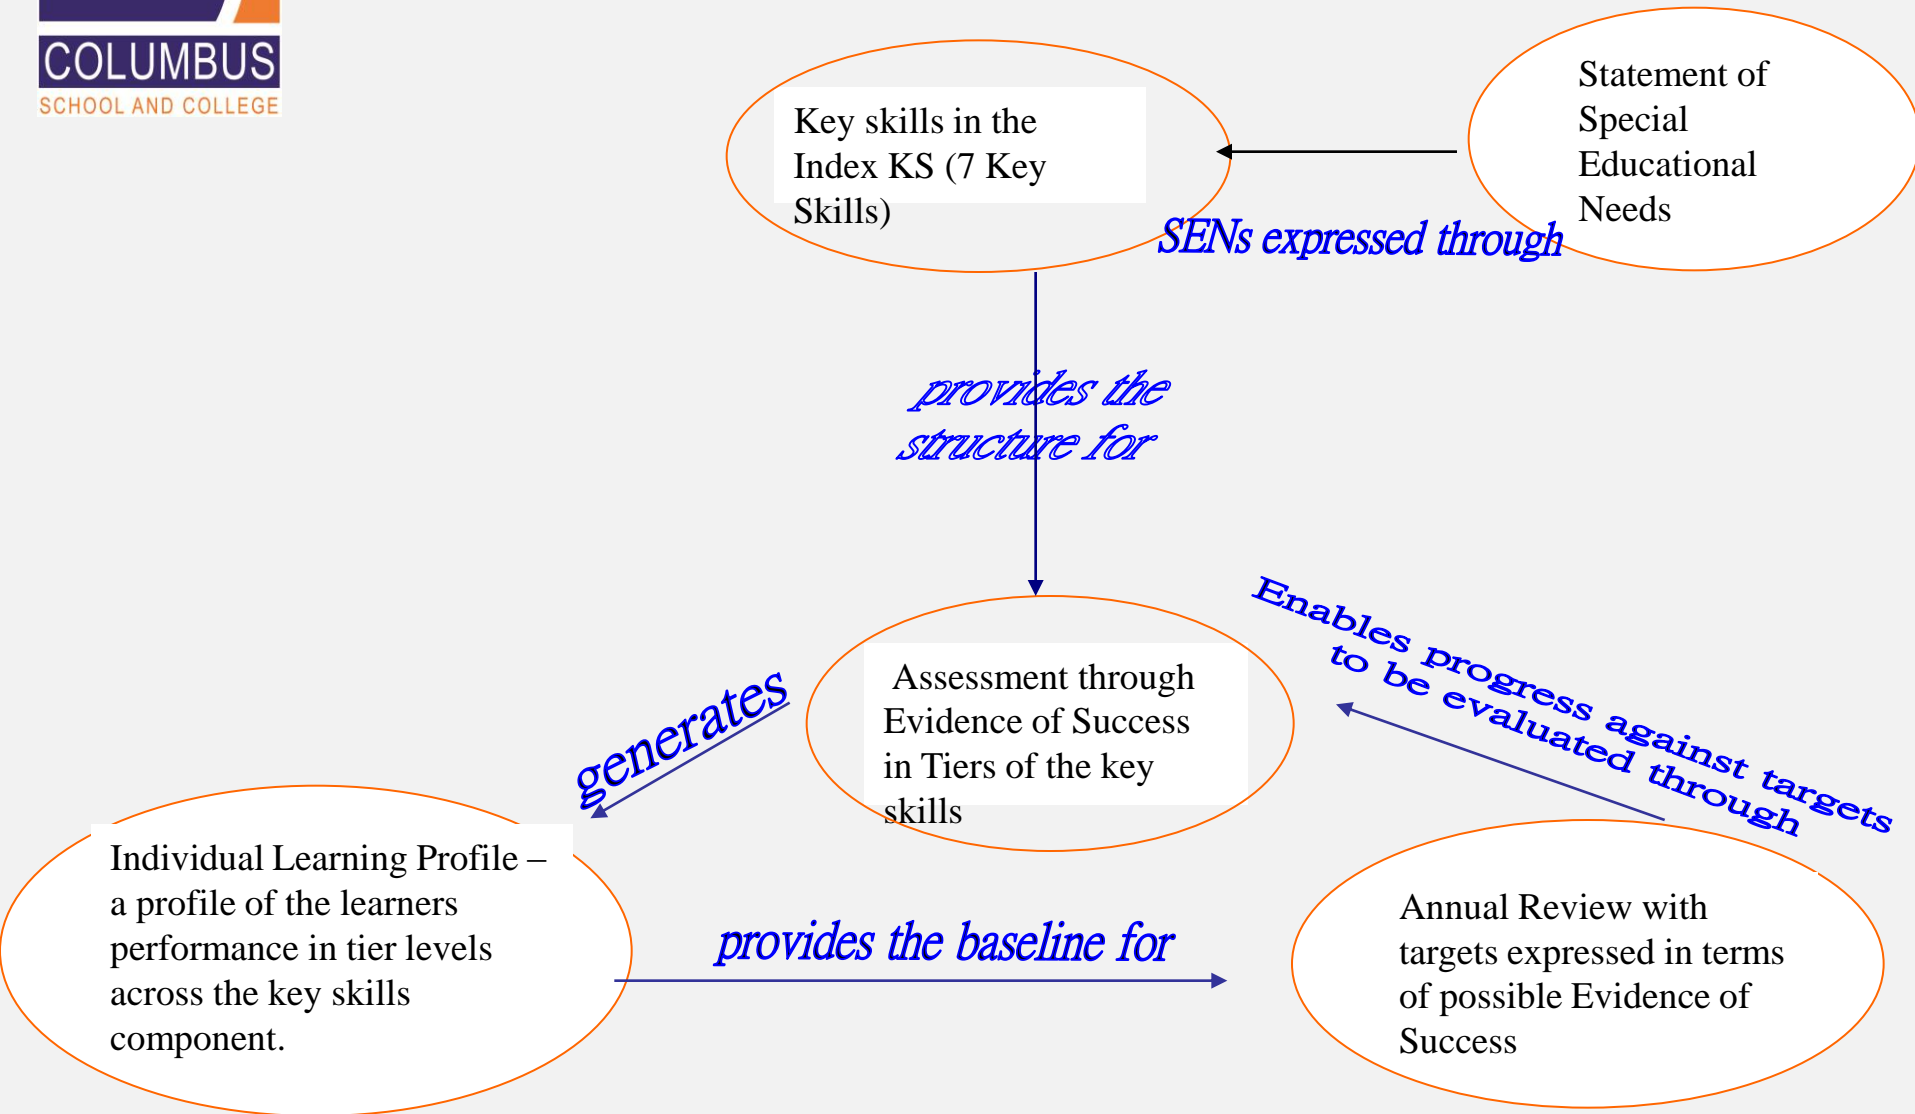 COLUMBUS
SCHOOL AND COLLEGE
Key skills in the
Index KS (7 Key
Skills)
Statement of
Special
Educational
Needs
SENs expressed through
provides the
structure for
Assessment through
Evidence of Success
in Tiers of the key
skills
generates
Enables progress against targets
to be evaluated through
Individual Learning Profile –
a profile of the learners
performance in tier levels
across the key skills
component.
provides the baseline for
Annual Review with
targets expressed in terms
of possible Evidence of
Success